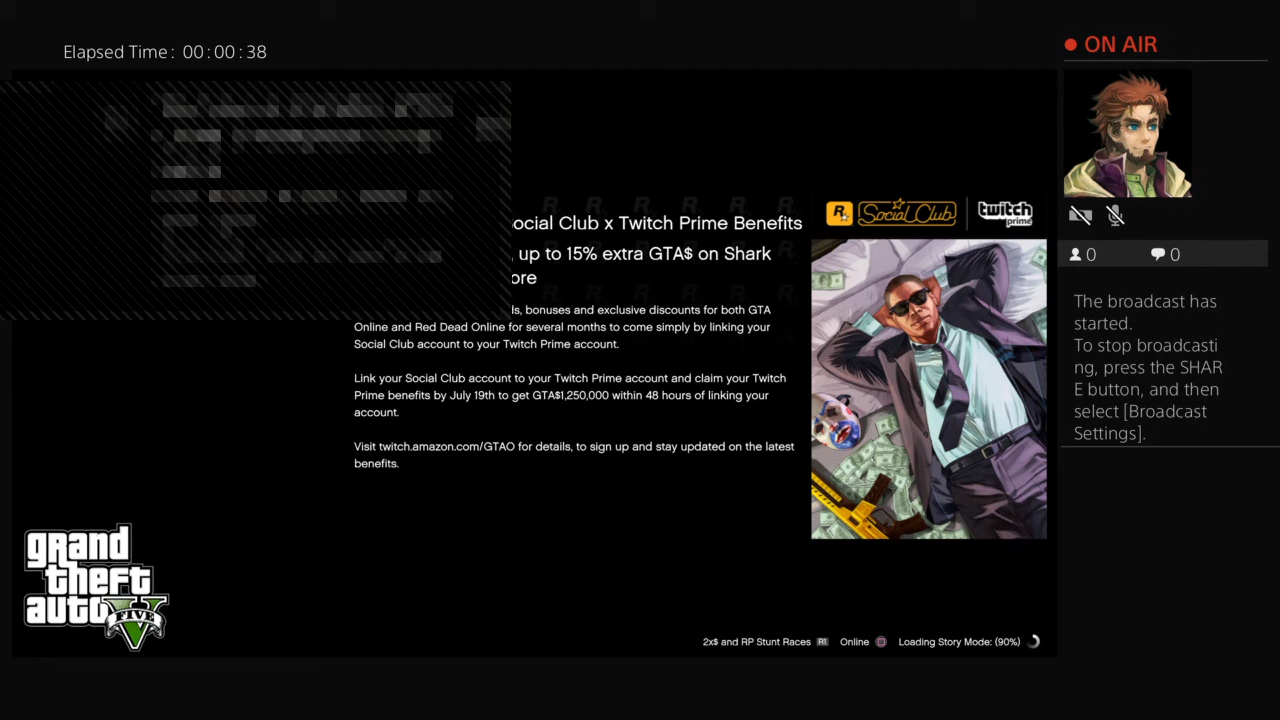 Elapsed Time: 00:00:38
ON AIR
R
Social Club
twitch
prime
ocial Club x Twitch Prime Benefits
, up to 15% extra GTA$ on Shark
ore
ls, bonuses and exclusive discounts for both GTA
Online and Red Dead Online for several months to come simply by linking your
Social Club account to your Twitch Prime account.
Link your Social Club account to your Twitch Prime account and claim your Twitch
Prime benefits by July 19th to get GTA$1,250,000 within 48 hours of linking your
account.
Visit twitch.amazon.com/GTAO for details, to sign up and stay updated on the latest
benefits.
0
0
The broadcast has
started.
To stop broadcasti
ng, press the SHAR
E button, and then
select [Broadcast
Settings].
grand
theft
auto
V
FIVE
2x$ and RP Stunt Races R1 Online Loading Story Mode: (90%)